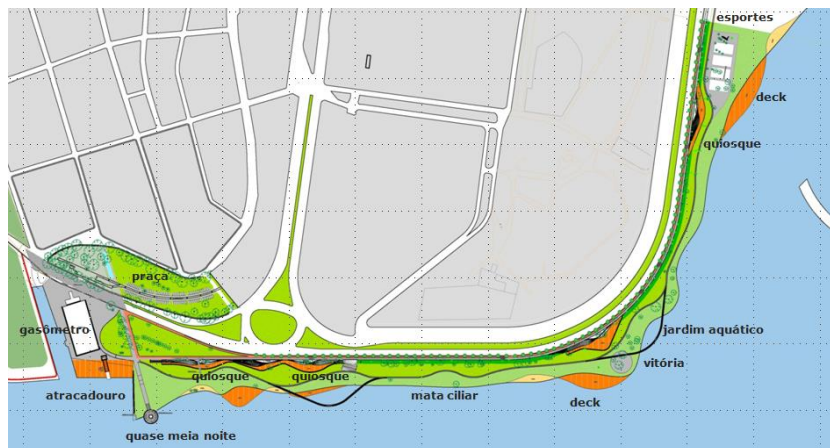 esportes
deck
quiosque
praça
gasômetro
jardim aquático
vitória
quiosque
quiosque
atracadouro
mata ciliar
deck
quase meia noite